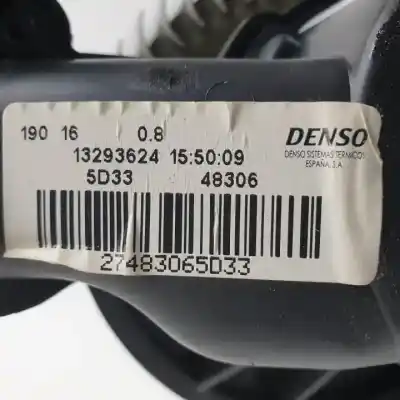 190 16 0.8
DENSO
DENSO SISTEMAS TERMICOS
ESPAÑA, S.A.
13293624 15:50:09
5D33 48306
27483065D33